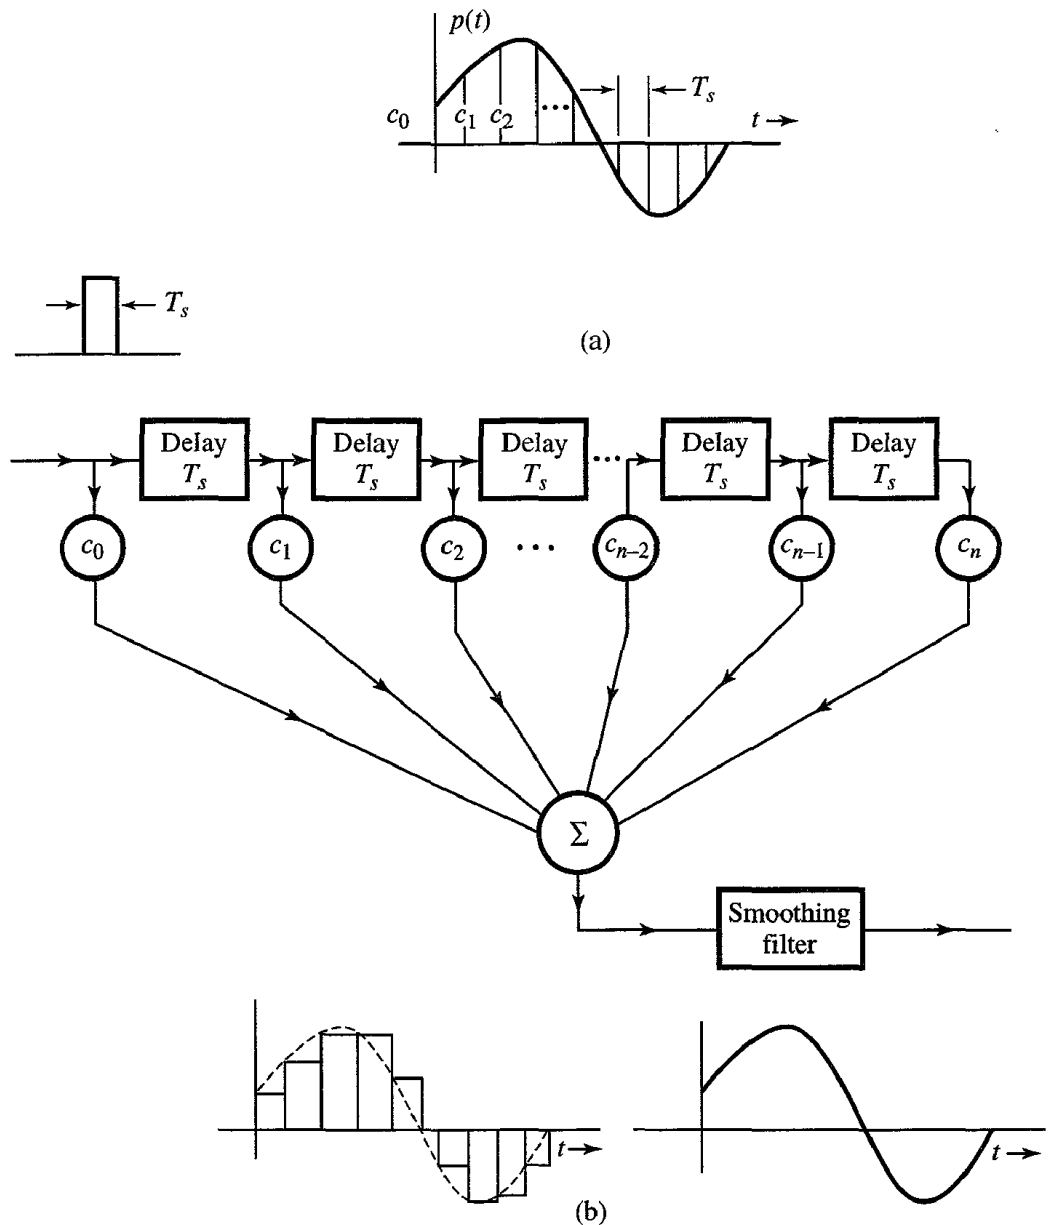 p(t)
c₀ c₁ c₂ ... Tₛ t
Tₛ
(a)
Delay Delay Delay ... Delay Delay
Tₛ Tₛ Tₛ Tₛ Tₛ
c₀ c₁ c₂ ... cₙ₋₂ cₙ₋₁ cₙ
Σ
Smoothing
filter
t t
(b)